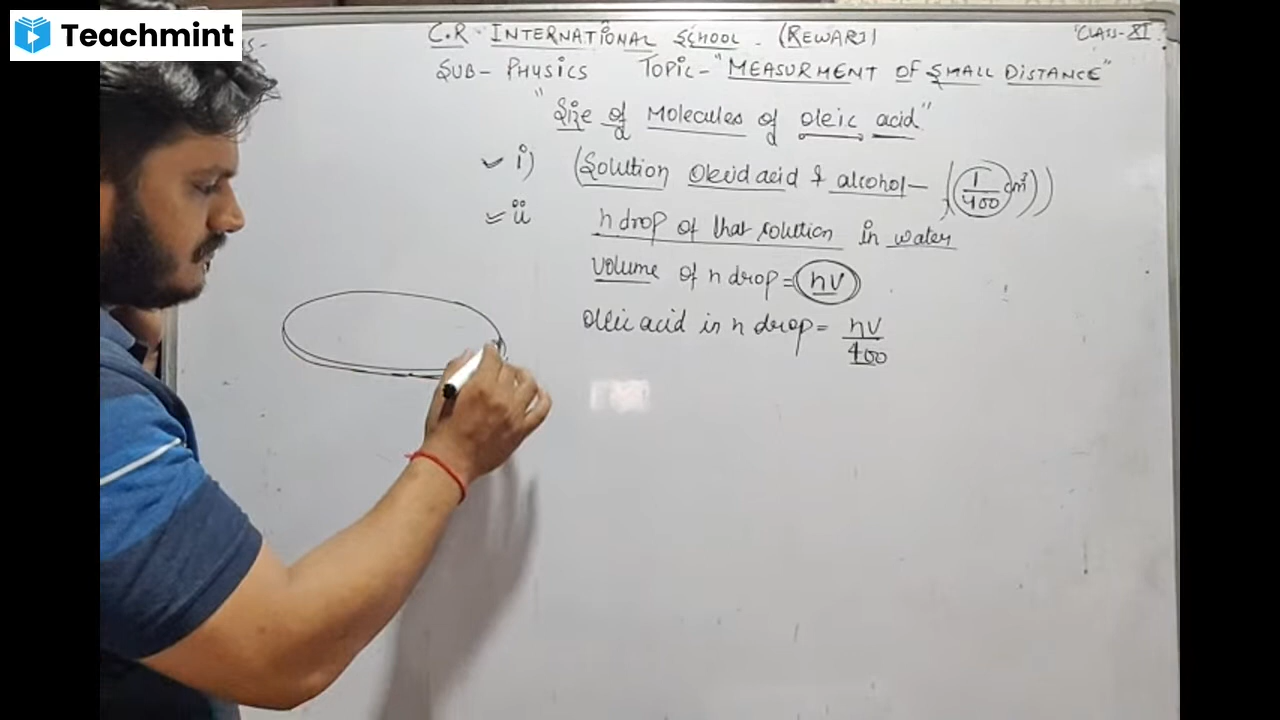 Teachmint
C.R. INTERNATIONAL SCHOOL. (REWARI) CLASS-XI
SUB- PHYSICS TOPIC- "MEASURMENT OF SMALL DISTANCE"
"Size of Molecules of oleic acid"
i) (Solution Oleid acid & alcohol- (1/400 cm³))
ii n drop of that solution in water
volume of n drop = nv
Oleic acid in n drop = nv/400